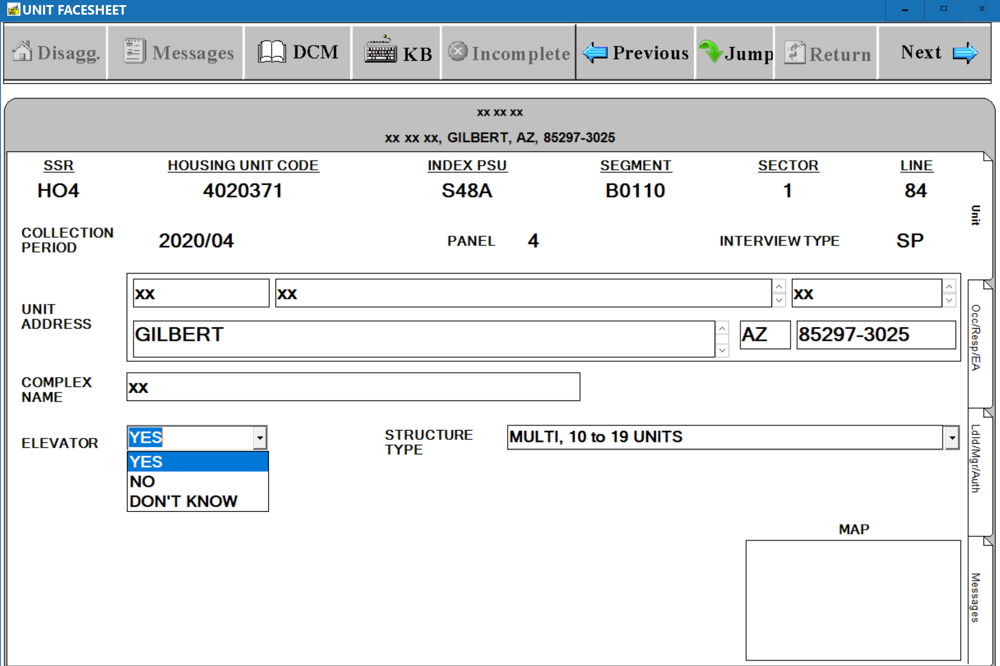 UNIT FACESHEET
Disagg. Messages DCM KB Incomplete Previous Jump Return Next
xx xx xx
xx xx xx, GILBERT, AZ, 85297-3025
SSR HOUSING UNIT CODE INDEX PSU SEGMENT SECTOR LINE
HO4 4020371 S48A B0110 1 84
Unit
COLLECTION PERIOD 2020/04 PANEL 4 INTERVIEW TYPE SP
UNIT ADDRESS
xx xx xx
GILBERT AZ 85297-3025
Occ/Resp/EA
COMPLEX NAME xx
ELEVATOR YES STRUCTURE TYPE MULTI, 10 to 19 UNITS
YES
NO
DON'T KNOW
Ldld/Mgr/Auth
MAP
Messages